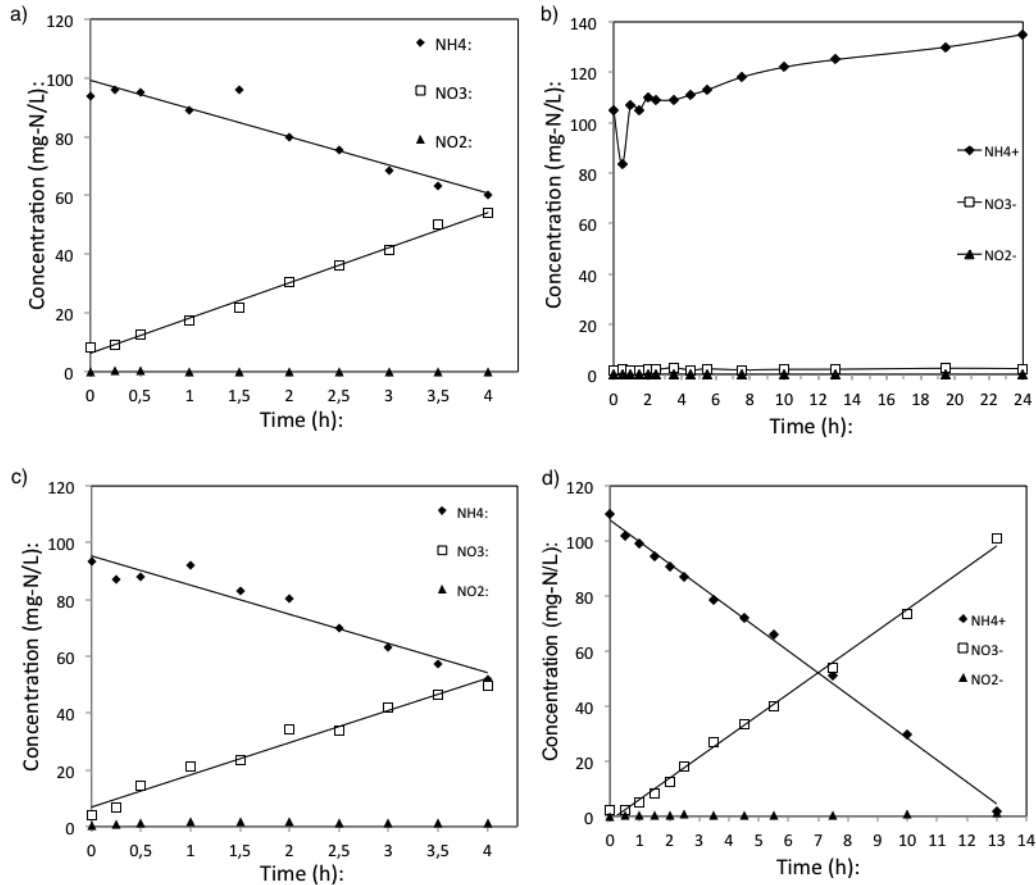 a)
120
100
80
60
40
20
0
Concentration (mg-N/L):
NH4:
NO3:
NO2:
0 0,5 1 1,5 2 2,5 3 3,5 4
Time (h):
b)
140
120
100
80
60
40
20
0
Concentration (mg-N/L):
NH4+
NO3-
NO2-
0 2 4 6 8 10 12 14 16 18 20 22 24
Time (h):
c)
120
100
80
60
40
20
0
Concentration (mg-N/L):
NH4:
NO3:
NO2:
0 0,5 1 1,5 2 2,5 3 3,5 4
Time (h):
d)
120
100
80
60
40
20
0
Concentration (mg-N/L):
NH4+
NO3-
NO2-
0 1 2 3 4 5 6 7 8 9 10 11 12 13 14
Time (h):